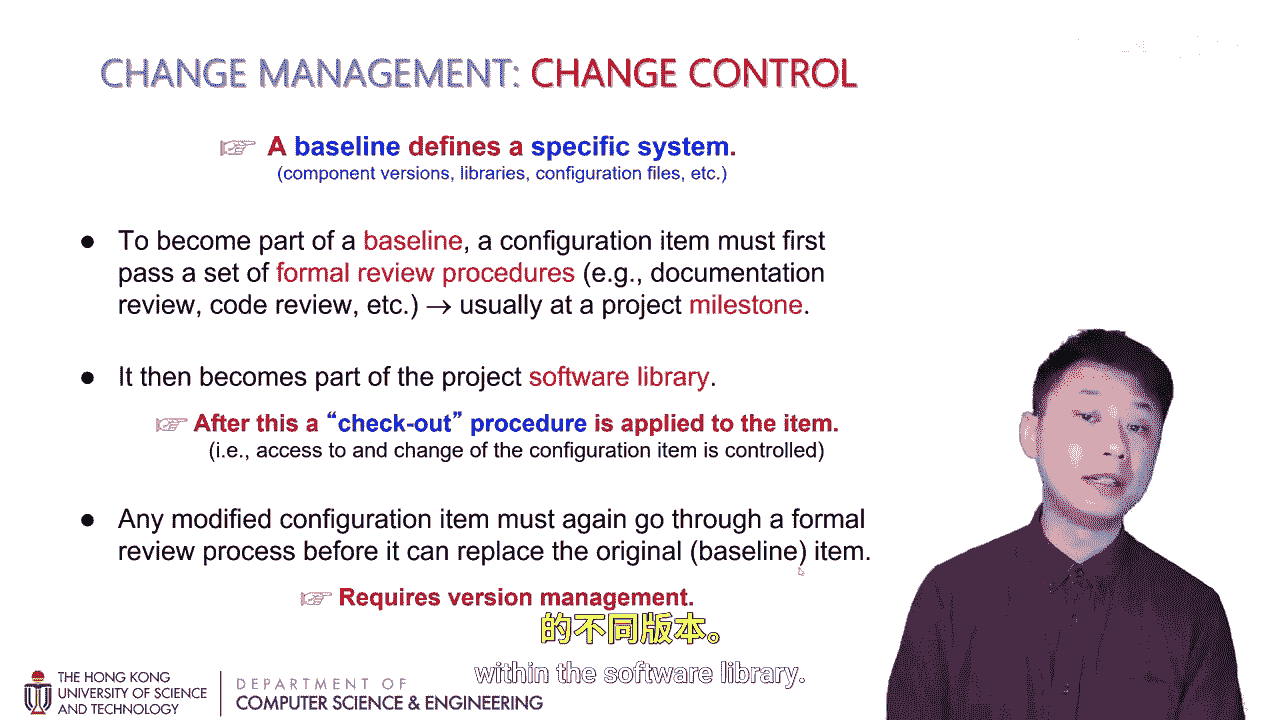 CHANGE MANAGEMENT: CHANGE CONTROL
☞ A baseline defines a specific system.
(component versions, libraries, configuration files, etc.)
● To become part of a baseline, a configuration item must first
pass a set of formal review procedures (e.g., documentation
review, code review, etc.) → usually at a project milestone.
● It then becomes part of the project software library.
☞ After this a “check-out” procedure is applied to the item.
(i.e., access to and change of the configuration item is controlled)
● Any modified configuration item must again go through a formal
review process before it can replace the original (baseline) item.
☞ Requires version management.
的不同版本。
within the software library.
THE HONG KONG
UNIVERSITY OF SCIENCE
AND TECHNOLOGY
DEPARTMENT OF
COMPUTER SCIENCE & ENGINEERING